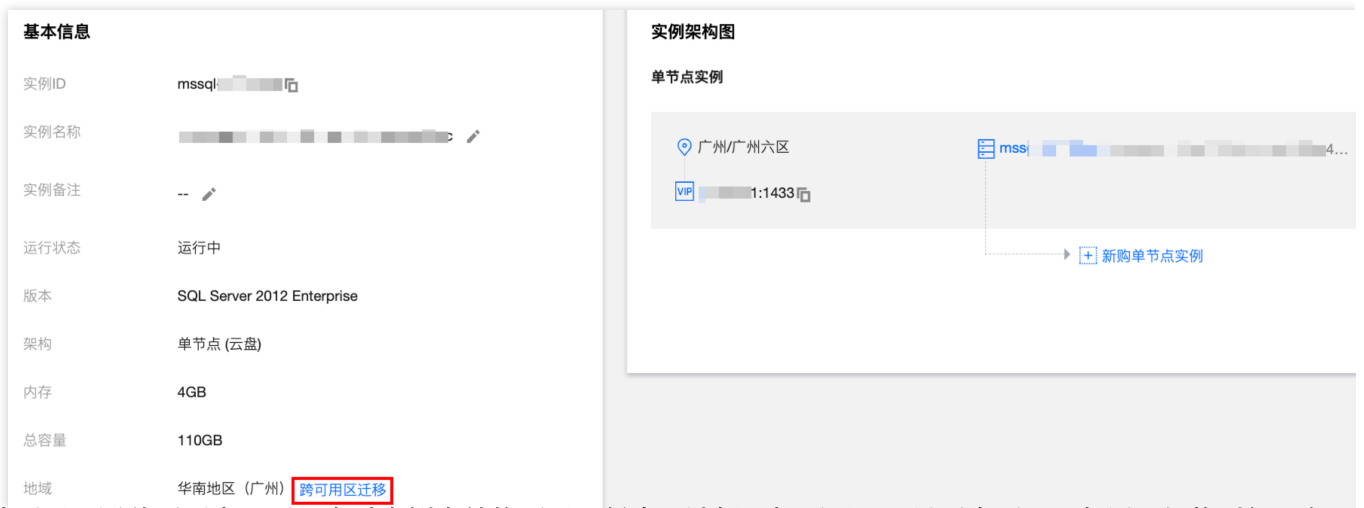 基本信息
实例ID mssql-
实例名称
实例备注 --
运行状态 运行中
版本 SQL Server 2012 Enterprise
架构 单节点 (云盘)
内存 4GB
总容量 110GB
地域 华南地区（广州） 跨可用区迁移
实例架构图
单节点实例
广州/广州六区
VIP 1:1433
新购单节点实例